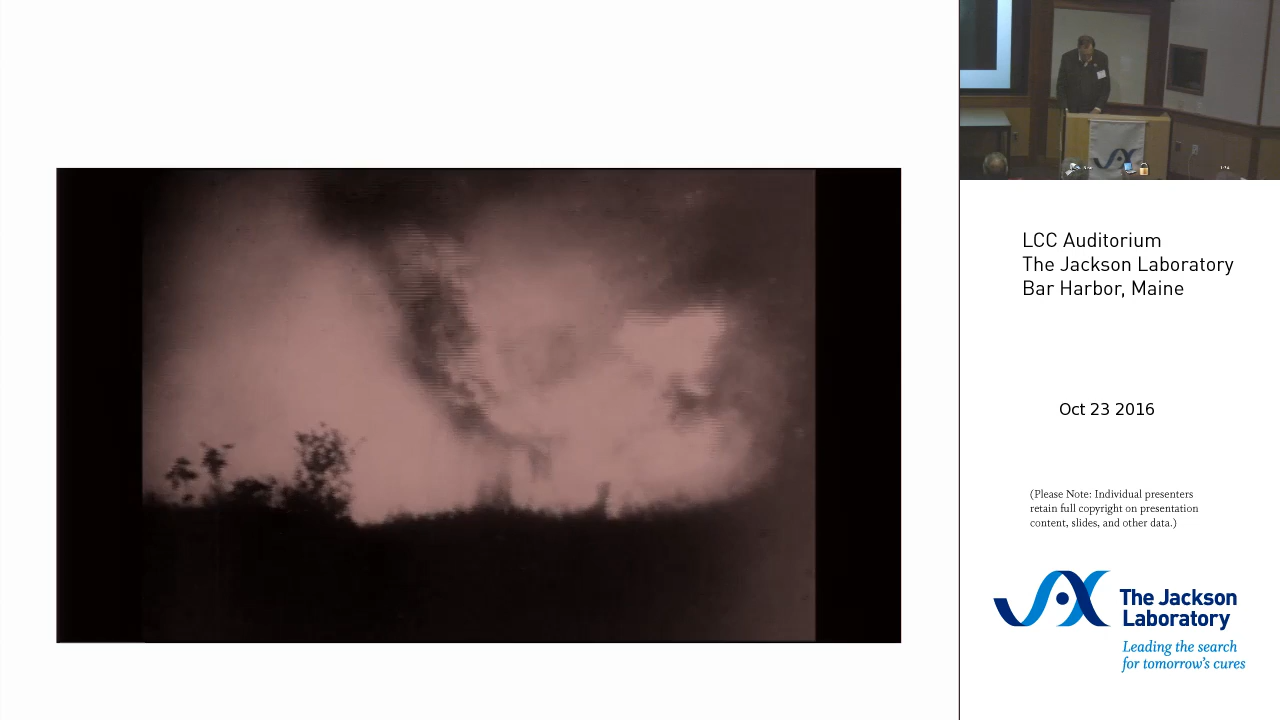 LCC Auditorium
The Jackson Laboratory
Bar Harbor, Maine
Oct 23 2016
(Please Note: Individual presenters
retain full copyright on presentation
content, slides, and other data.)
The Jackson
Laboratory
Leading the search
for tomorrow's cures